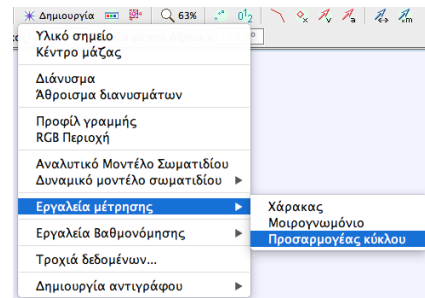 Δημιουργία 63%
Υλικό σημείο
Κέντρο μάζας
Διάνυσμα
Άθροισμα διανυσμάτων
Προφίλ γραμμής
RGB Περιοχή
Αναλυτικό Μοντέλο Σωματιδίου
Δυναμικό μοντέλο σωματιδίου
Εργαλεία μέτρησης
Χάρακας
Μοιρογνωμόνιο
Προσαρμογέας κύκλου
Εργαλεία Βαθμονόμησης
Τροχιά δεδομένων...
Δημιουργία αντιγράφου